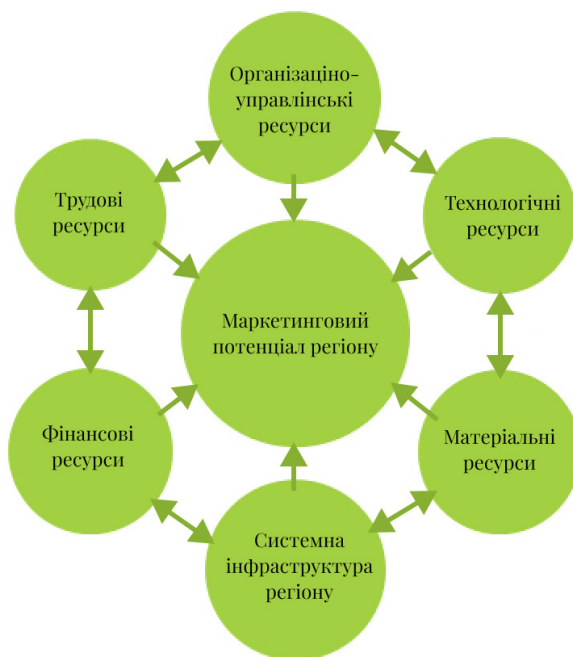 Організаціно-
управлінські
ресурси
Трудові
ресурси
Технологічні
ресурси
Маркетинговий
потенціал регіону
Фінансові
ресурси
Матеріальні
ресурси
Системна
інфраструктура
регіону